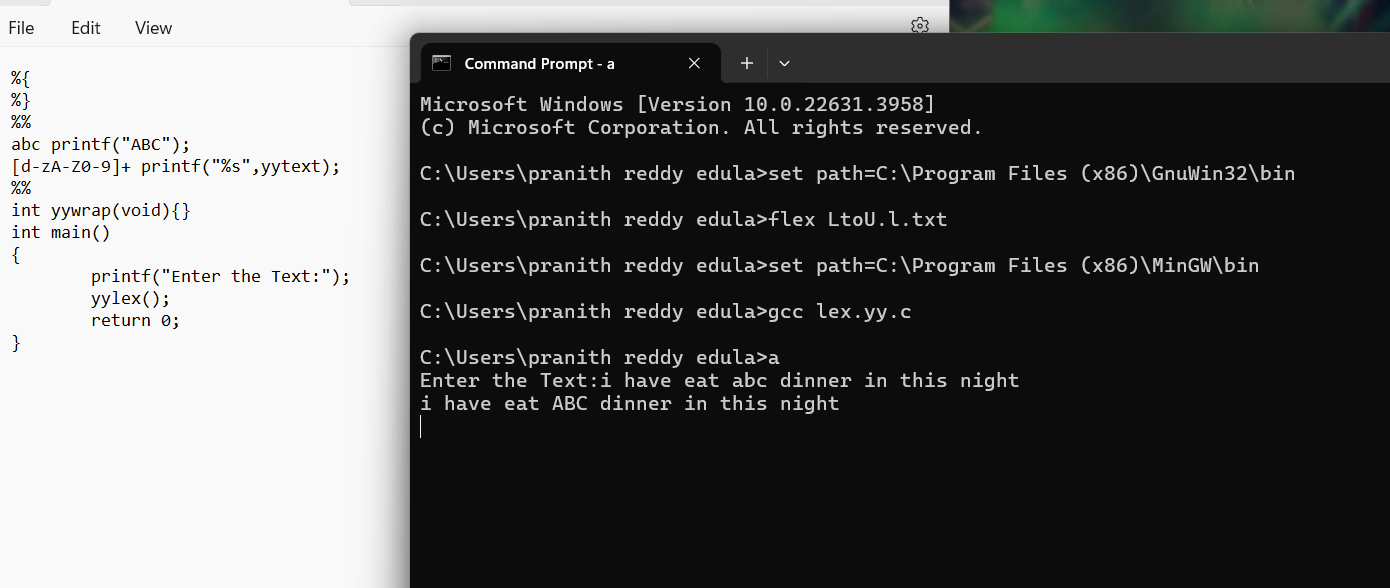 File Edit View
%{
%}
%%
abc printf("ABC");
[d-zA-Z0-9]+ printf("%s",yytext);
%%
int yywrap(void){}
int main()
{
printf("Enter the Text:");
yylex();
return 0;
}
Command Prompt - a
Microsoft Windows [Version 10.0.22631.3958]
(c) Microsoft Corporation. All rights reserved.
C:\Users\pranith reddy edula>set path=C:\Program Files (x86)\GnuWin32\bin
C:\Users\pranith reddy edula>flex LtoU.l.txt
C:\Users\pranith reddy edula>set path=C:\Program Files (x86)\MinGW\bin
C:\Users\pranith reddy edula>gcc lex.yy.c
C:\Users\pranith reddy edula>a
Enter the Text:i have eat abc dinner in this night
i have eat ABC dinner in this night